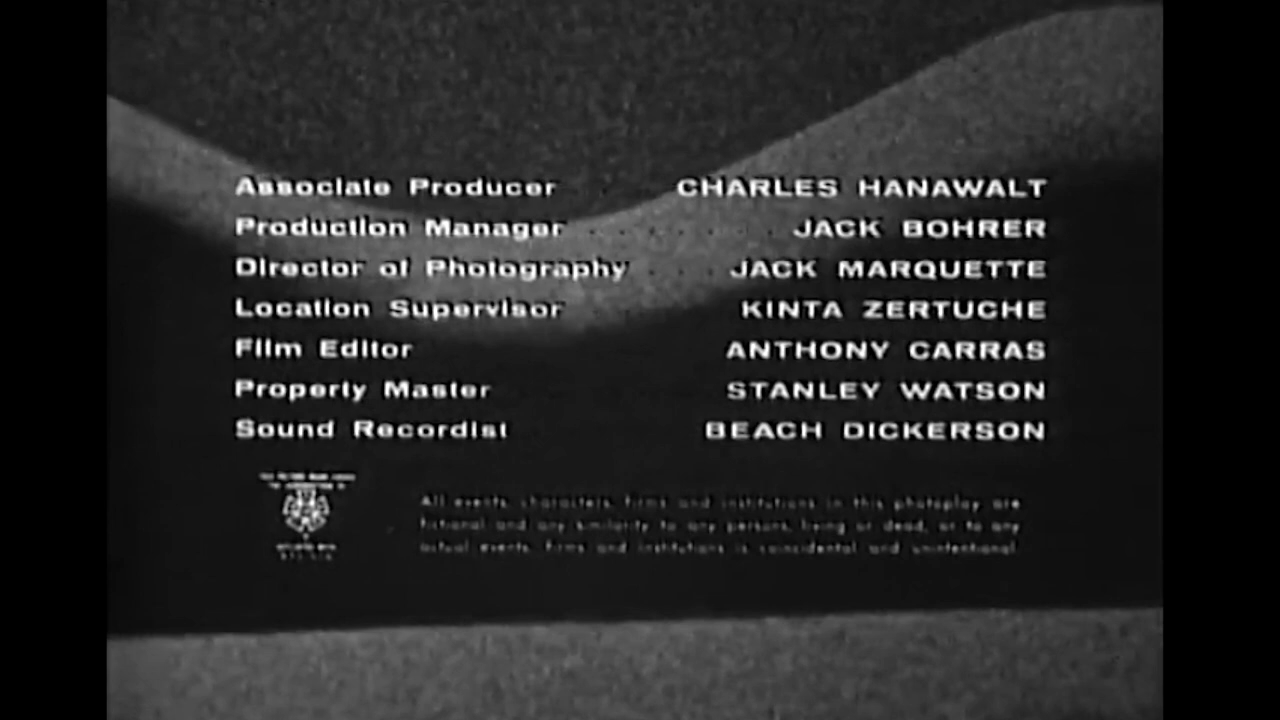 Associate Producer CHARLES HANAWALT
Production Manager . . . . . . . . JACK BOHRER
Director of Photography . . . . JACK MARQUETTE
Location Supervisor KINTA ZERTUCHE
Film Editor ANTHONY CARRAS
Property Master STANLEY WATSON
Sound Recordist BEACH DICKERSON
All events, characters, firms and institutions in this photoplay are
fictional and any similarity to any persons, living or dead, or to any
actual events, firms and institutions is coincidental and unintentional.